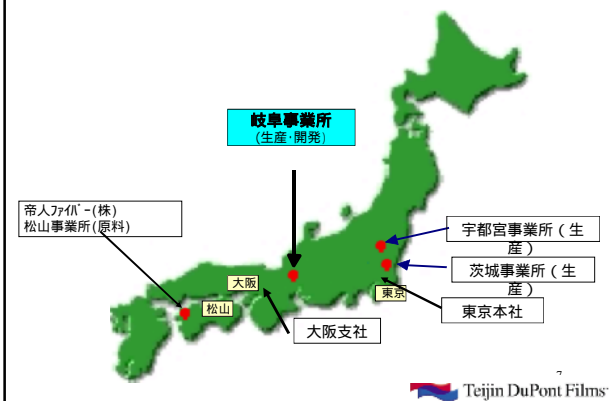 岐阜事業所
(生産・開発)
帝人ファイバー(株)
松山事業所(原料)
宇都宮事業所（生
産）
茨城事業所（生
産）
大阪
東京
松山
東京本社
大阪支社
7
Teijin DuPont Films